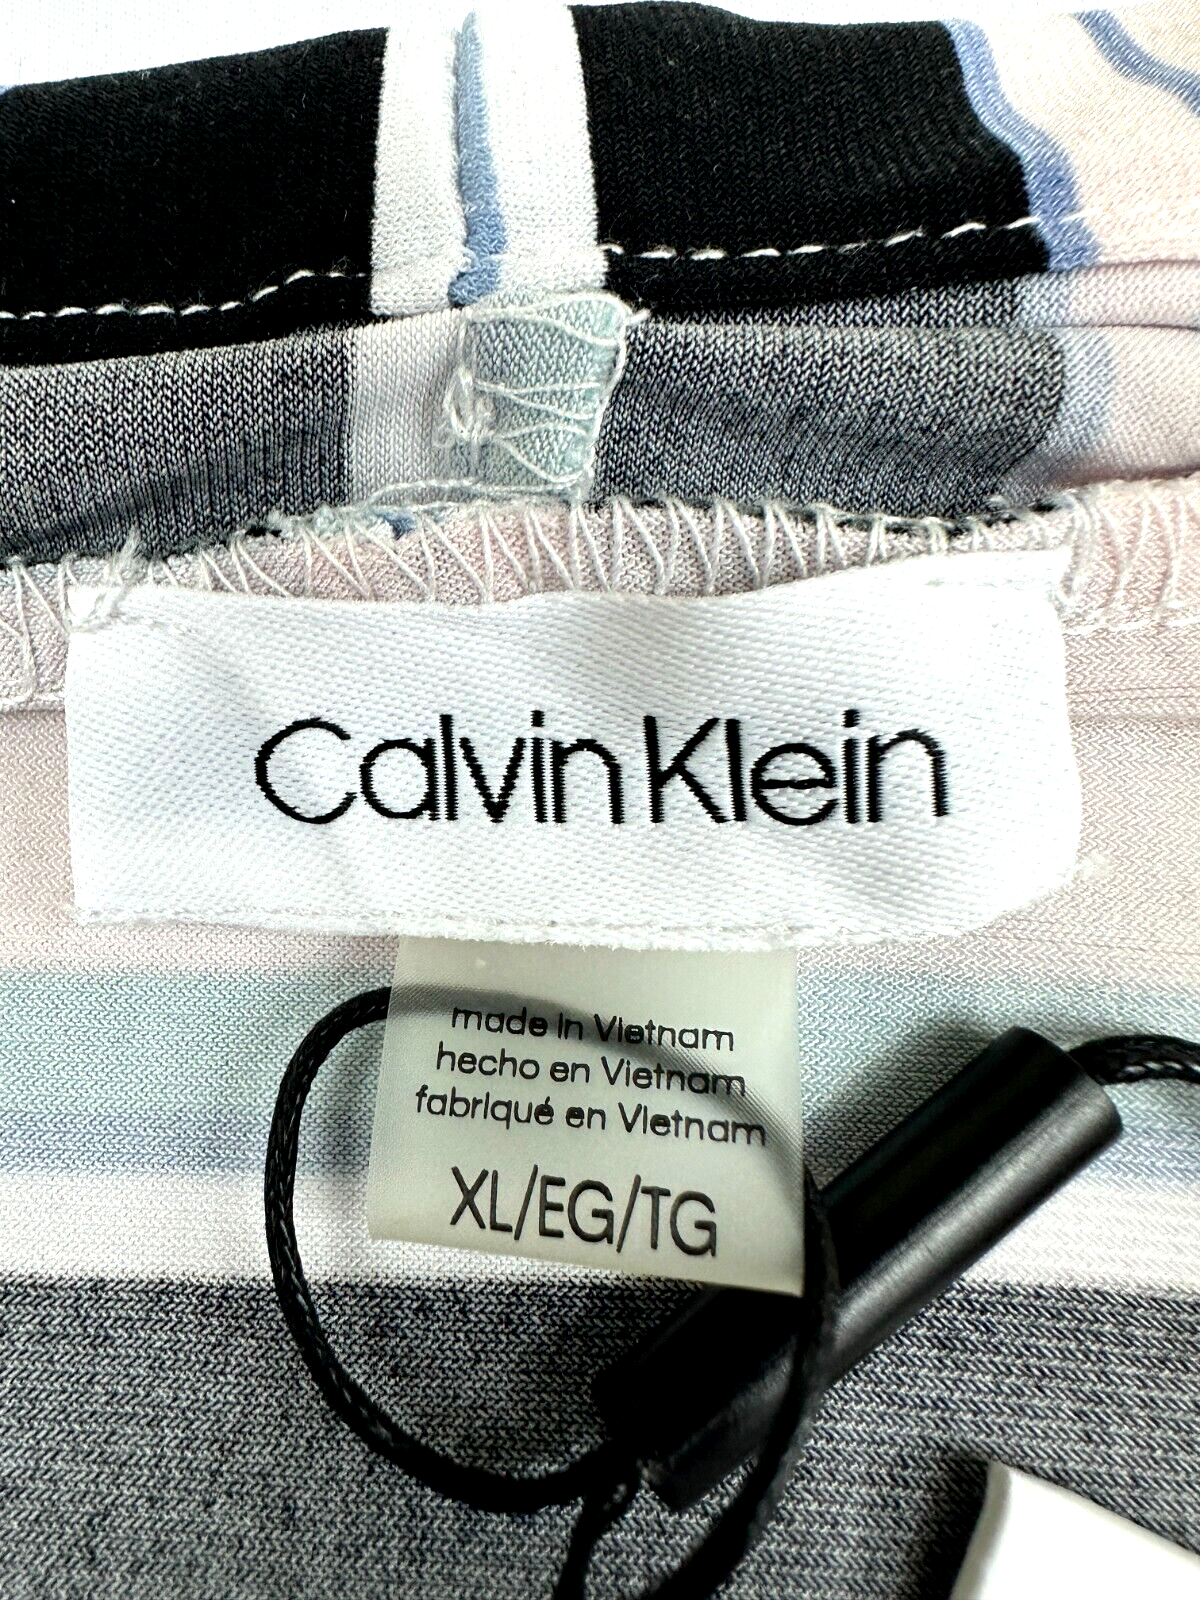 Calvin Klein
made in Vietnam
hecho en Vietnam
fabriqué en Vietnam
XL/EG/TG